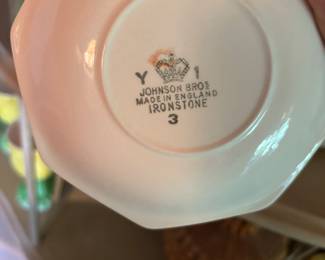 Y 1
JOHNSON BROS
MADE IN ENGLAND
IRONSTONE
3